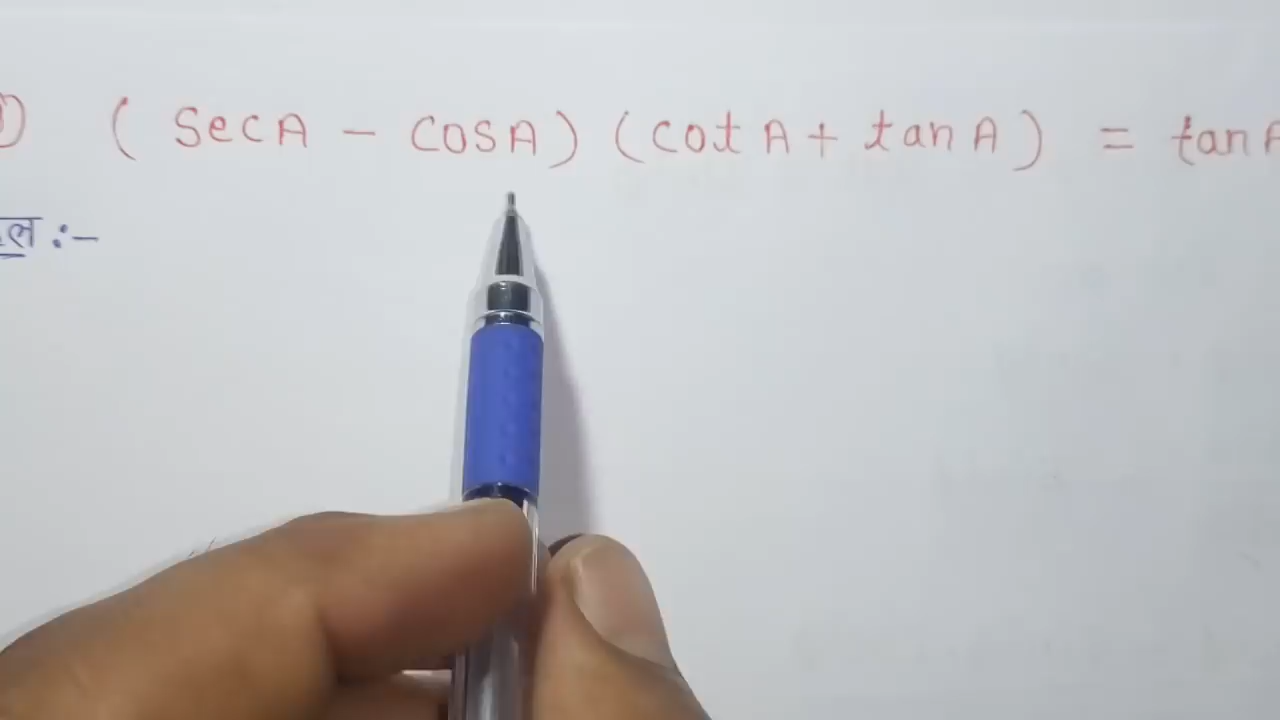 ( SecA - COSA) (cotA + tanA) = tanA
:-